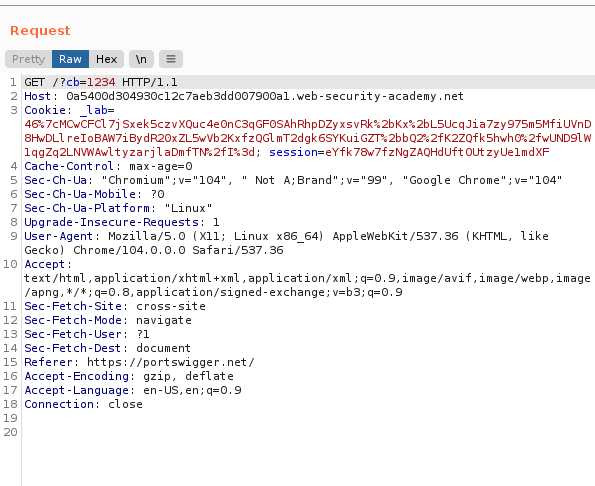 Request
Pretty Raw Hex \n ≡
1 GET /?cb=1234 HTTP/1.1
2 Host: 0a5400d304930c12c7aeb3dd007900a1.web-security-academy.net
3 Cookie: _lab=
46%7cMCwCFCl7jSxek5czvXQuc4e0nC3qGF0SAhRhpDZyxsvRk%2bKx%2bL5UcqJia7zy975m5MfiUVnD
8HwDLlreIoBAW7iBydR20xZL5wVb2KxfzQGlmT2dgk6SYKuiGZT%2bbQ2%2fK2ZQfk5hwh0%2fwUND9lW
1qgZq2LNVWAwltyzarjlaDmfTN%2fI%3d; session=eYfk78w7fzNgZAQHdUftOUtzyUe1mdXF
4 Cache-Control: max-age=0
5 Sec-Ch-Ua: "Chromium";v="104", " Not A;Brand";v="99", "Google Chrome";v="104"
6 Sec-Ch-Ua-Mobile: ?0
7 Sec-Ch-Ua-Platform: "Linux"
8 Upgrade-Insecure-Requests: 1
9 User-Agent: Mozilla/5.0 (X11; Linux x86_64) AppleWebKit/537.36 (KHTML, like
Gecko) Chrome/104.0.0.0 Safari/537.36
10 Accept:
text/html,application/xhtml+xml,application/xml;q=0.9,image/avif,image/webp,image
/apng,*/*;q=0.8,application/signed-exchange;v=b3;q=0.9
11 Sec-Fetch-Site: cross-site
12 Sec-Fetch-Mode: navigate
13 Sec-Fetch-User: ?1
14 Sec-Fetch-Dest: document
15 Referer: https://portswigger.net/
16 Accept-Encoding: gzip, deflate
17 Accept-Language: en-US,en;q=0.9
18 Connection: close
19
20